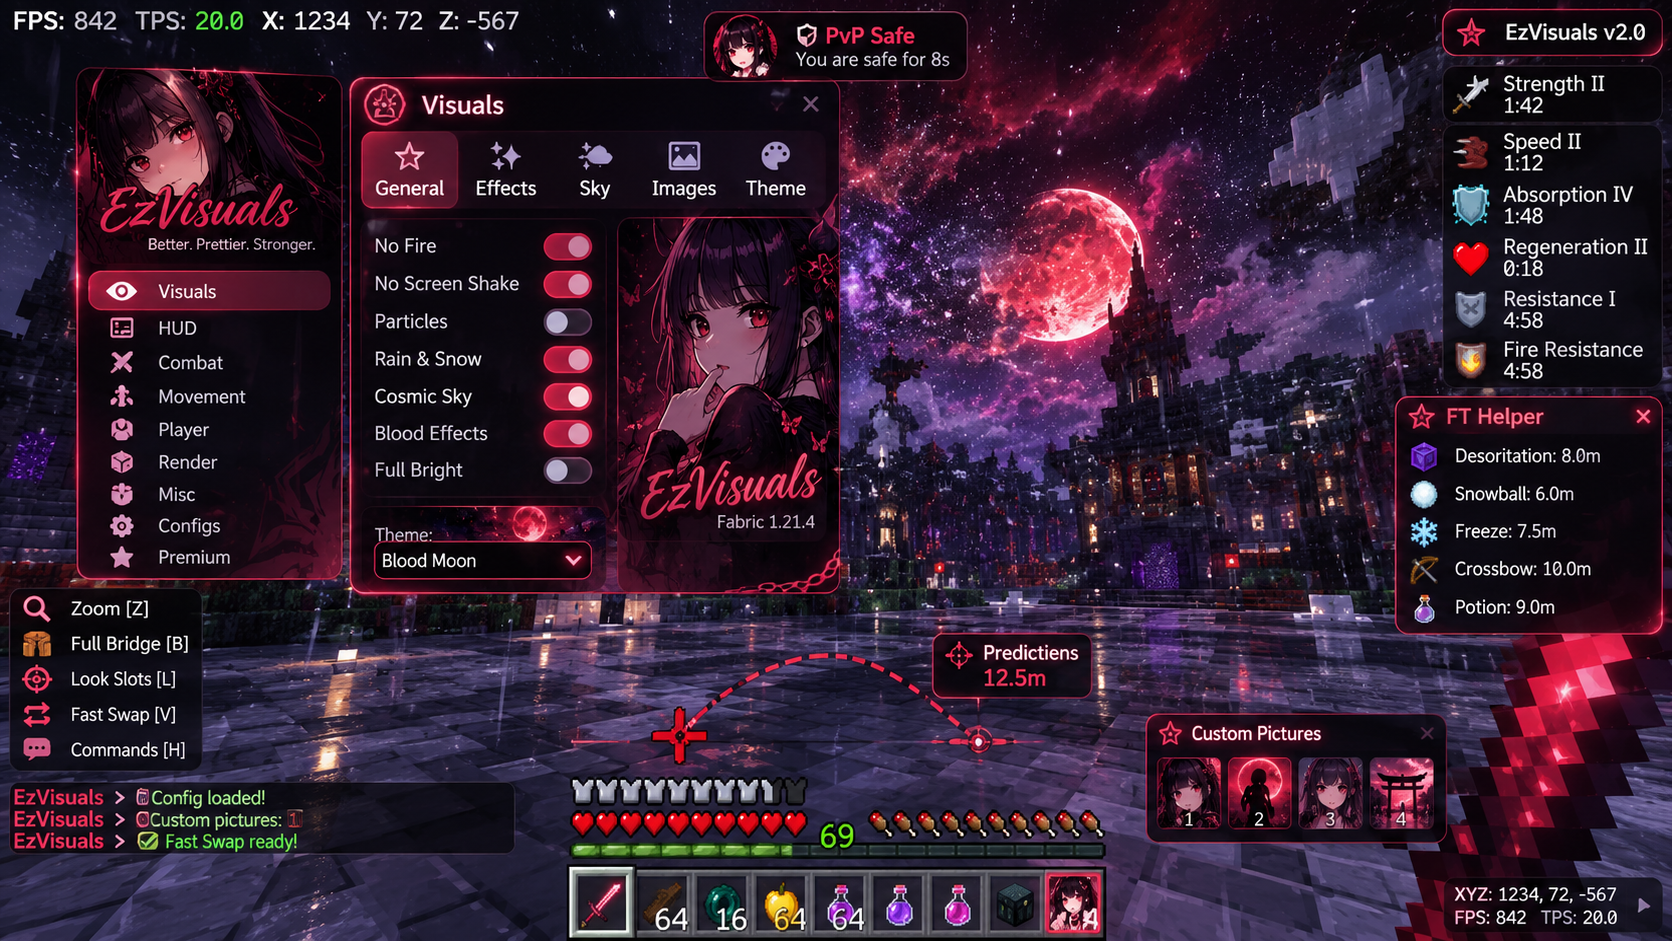 FPS: 842 TPS: 20.0 X: 1234 Y: 72 Z: -567
PvP Safe
You are safe for 8s
EzVisuals v2.0
EzVisuals
Better. Prettier. Stronger.
Visuals
HUD
Combat
Movement
Player
Render
Misc
Configs
Premium
Visuals
General Effects Sky Images Theme
No Fire
No Screen Shake
Particles
Rain & Snow
Cosmic Sky
Blood Effects
Full Bright
Theme:
Blood Moon
EzVisuals
Fabric 1.21.4
Strength II
1:42
Speed II
1:12
Absorption IV
1:48
Regeneration II
0:18
Resistance I
4:58
Fire Resistance
4:58
FT Helper
Desoritation: 8.0m
Snowball: 6.0m
Freeze: 7.5m
Crossbow: 10.0m
Potion: 9.0m
Zoom [Z]
Full Bridge [B]
Look Slots [L]
Fast Swap [V]
Commands [H]
Predictiens
12.5m
Custom Pictures
1 2 3 4
EzVisuals > Config loaded!
EzVisuals > Custom pictures:
EzVisuals > Fast Swap ready!
69
64 16 64 64 4
XYZ: 1234, 72, -567
FPS: 842 TPS: 20.0